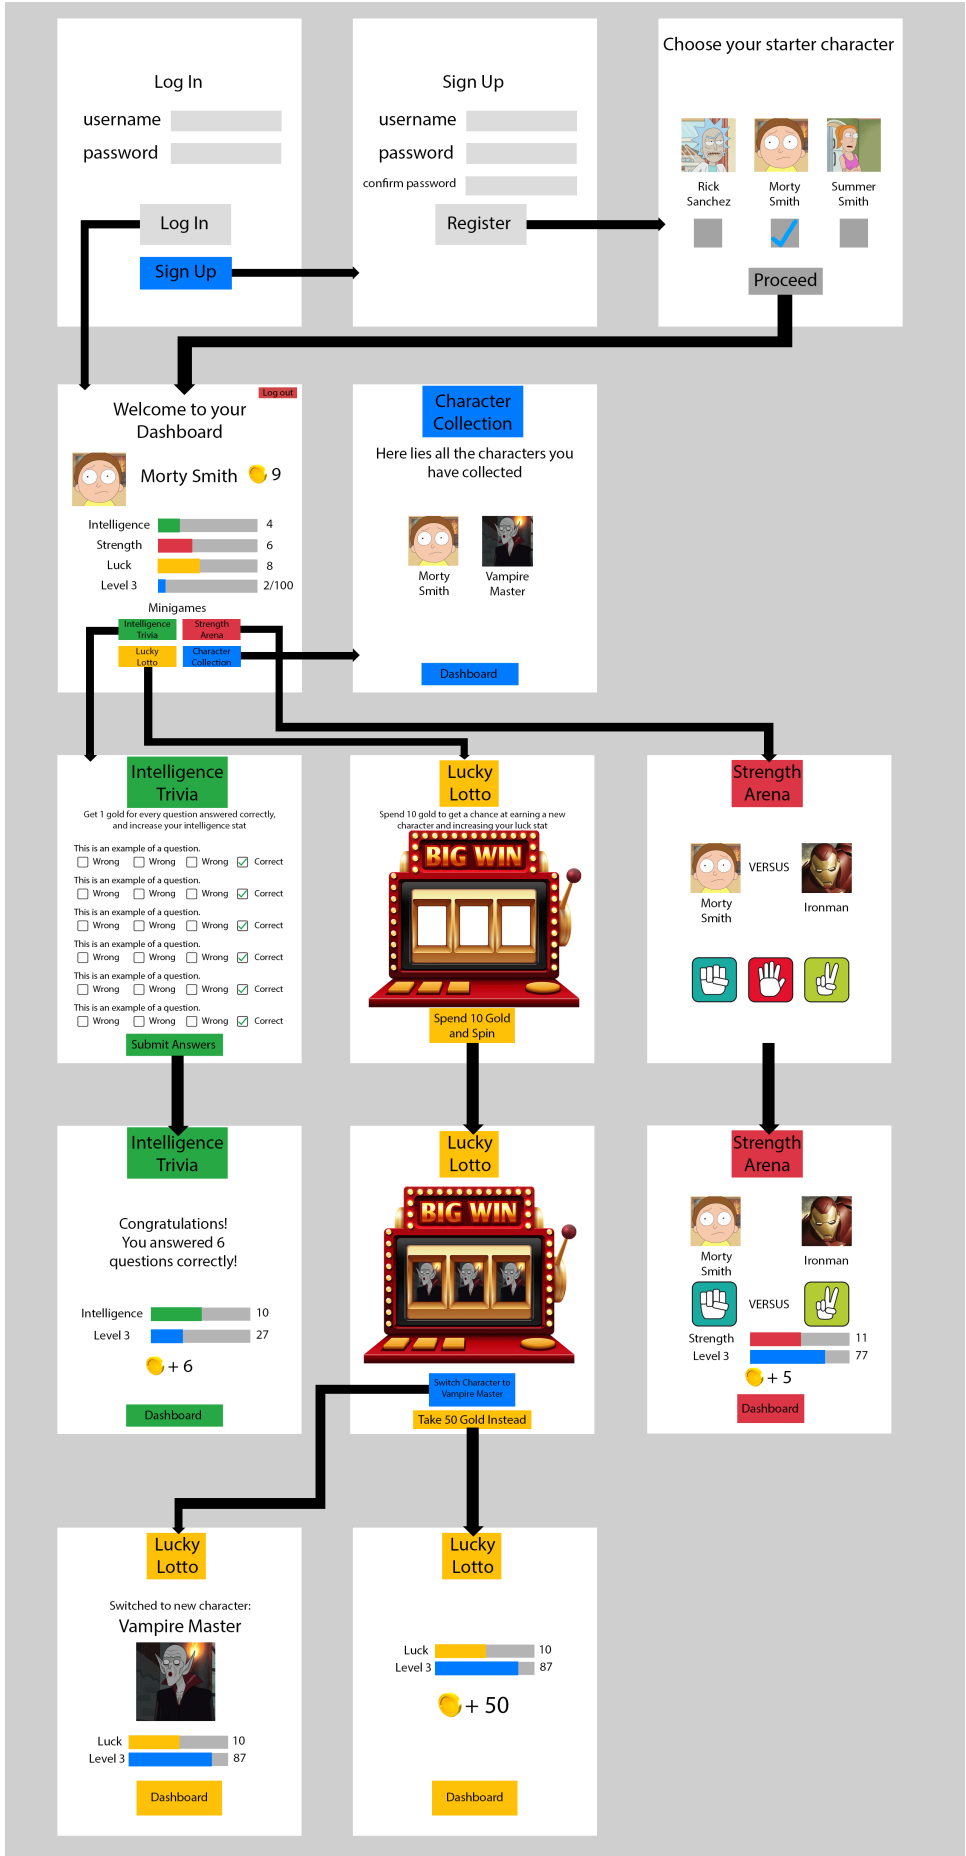 Log In
username
password
Log In
Sign Up
Sign Up
username
password
confirm password
Register
Choose your starter character
Rick
Sanchez
Morty
Smith
Summer
Smith
Proceed
Log out
Welcome to your
Dashboard
Morty Smith 9
Intelligence 4
Strength 6
Luck 8
Level 3 2/100
Minigames
Intelligence
Trivia
Strength
Arena
Lucky
Lotto
Character
Collection
Character
Collection
Here lies all the characters you
have collected
Morty
Smith
Vampire
Master
Dashboard
Intelligence
Trivia
Get 1 gold for every question answered correctly,
and increase your intelligence stat
This is an example of a question.
Wrong Wrong Wrong Correct
This is an example of a question.
Wrong Wrong Wrong Correct
This is an example of a question.
Wrong Wrong Wrong Correct
This is an example of a question.
Wrong Wrong Wrong Correct
This is an example of a question.
Wrong Wrong Wrong Correct
This is an example of a question.
Wrong Wrong Wrong Correct
Submit Answers
Lucky
Lotto
Spend 10 gold to get a chance at earning a new
character and increasing your luck stat
BIG WIN
Spend 10 Gold
and Spin
Strength
Arena
VERSUS
Morty
Smith
Ironman
Intelligence
Trivia
Congratulations!
You answered 6
questions correctly!
Intelligence 10
Level 3 27
+ 6
Dashboard
Lucky
Lotto
BIG WIN
Switch Character to
Vampire Master
Take 50 Gold Instead
Strength
Arena
Morty
Smith
Ironman
VERSUS
Strength 11
Level 3 77
+ 5
Dashboard
Lucky
Lotto
Switched to new character:
Vampire Master
Luck 10
Level 3 87
Dashboard
Lucky
Lotto
Luck 10
Level 3 87
+ 50
Dashboard